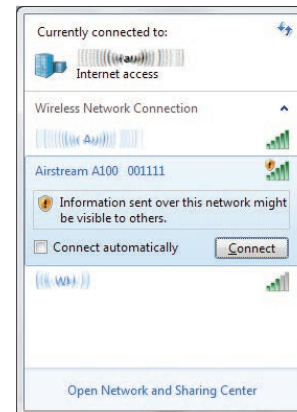 Currently connected to:
Internet access
Wireless Network Connection
Airstream A100 001111
Information sent over this network might
be visible to others.
Connect automatically
Connect
Open Network and Sharing Center